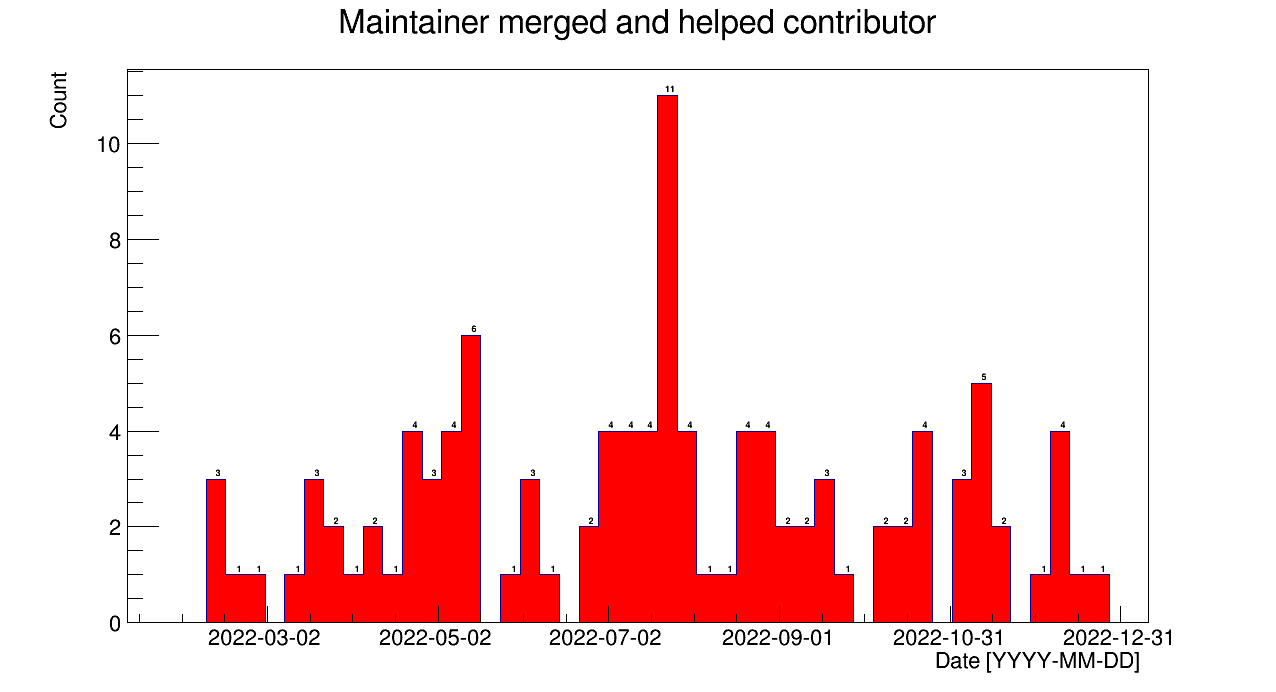 Maintainer merged and helped contributor
Count
10
8
6
4
2
0
11
6
5
4 4 4 4 4 4 4 4 4 4
3 3 3 3 3 3
2 2 2 2 2 2 2 2
1 1 1 1 1 1 1 1 1 1 1 1 1
2022-03-02 2022-05-02 2022-07-02 2022-09-01 2022-10-31 2022-12-31
Date [YYYY-MM-DD]